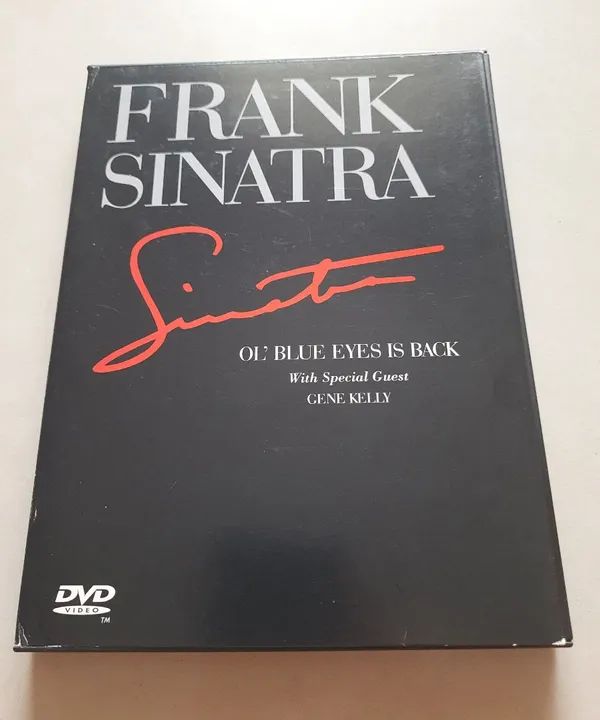 FRANK
SINATRA
Sinatra
OL' BLUE EYES IS BACK
With Special Guest
GENE KELLY
DVD
VIDEO
TM